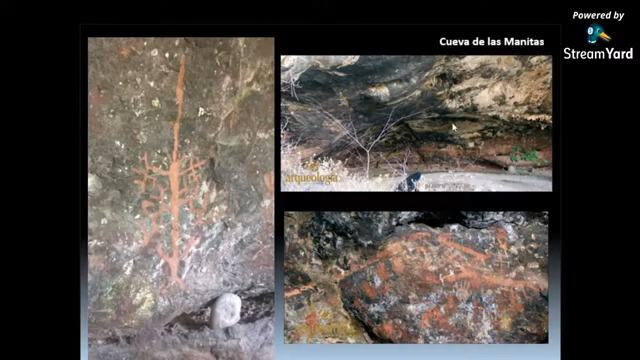 Powered by
StreamYard
Cueva de las Manitas
arqueología